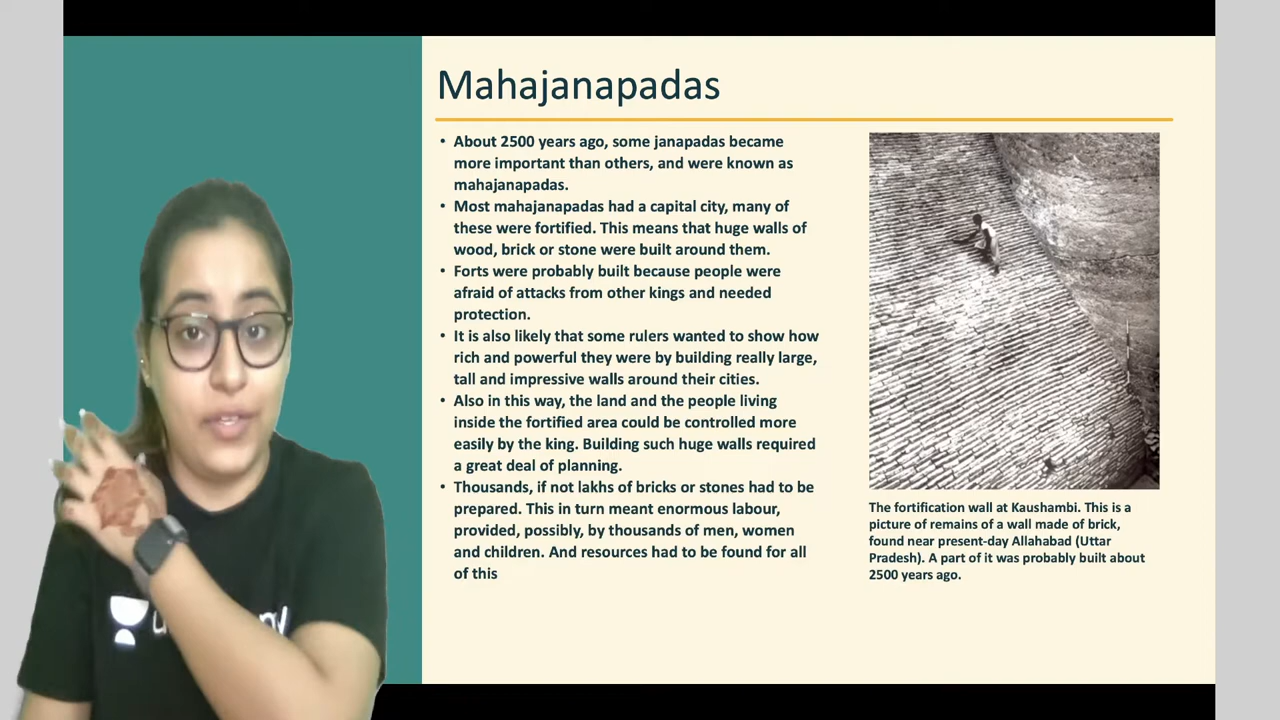 Mahajanapadas
• About 2500 years ago, some janapadas became
more important than others, and were known as
mahajanapadas.
• Most mahajanapadas had a capital city, many of
these were fortified. This means that huge walls of
wood, brick or stone were built around them.
• Forts were probably built because people were
afraid of attacks from other kings and needed
protection.
• It is also likely that some rulers wanted to show how
rich and powerful they were by building really large,
tall and impressive walls around their cities.
• Also in this way, the land and the people living
inside the fortified area could be controlled more
easily by the king. Building such huge walls required
a great deal of planning.
• Thousands, if not lakhs of bricks or stones had to be
prepared. This in turn meant enormous labour,
provided, possibly, by thousands of men, women
and children. And resources had to be found for all
of this
The fortification wall at Kaushambi. This is a
picture of remains of a wall made of brick,
found near present-day Allahabad (Uttar
Pradesh). A part of it was probably built about
2500 years ago.